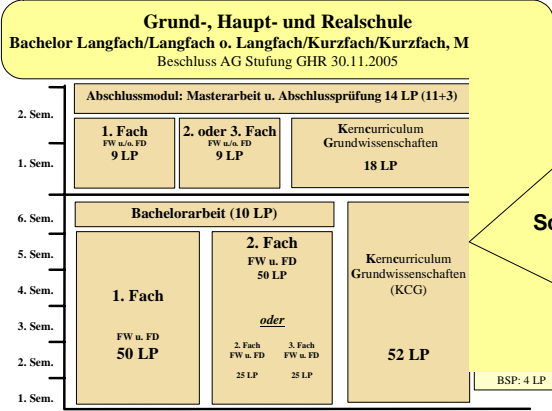 Grund-, Haupt- und Realschule
Bachelor Langfach/Langfach o. Langfach/Kurzfach/Kurzfach, M
Beschluss AG Stufung GHR 30.11.2005
Abschlussmodul: Masterarbeit u. Abschlussprüfung 14 LP (11+3)
2. Sem.
1. Sem.
1. Fach
FW u./o. FD
9 LP
2. oder 3. Fach
FW u./o. FD
9 LP
Kerncurriculum
Grundwissenschaften
18 LP
6. Sem.
5. Sem.
4. Sem.
3. Sem.
2. Sem.
1. Sem.
Bachelorarbeit (10 LP)
1. Fach
FW u. FD
50 LP
2. Fach
FW u. FD
50 LP
oder
2. Fach
FW u. FD
25 LP
3. Fach
FW u. FD
25 LP
Kerncurriculum
Grundwissenschaften
(KCG)
52 LP
Sc
BSP: 4 LP